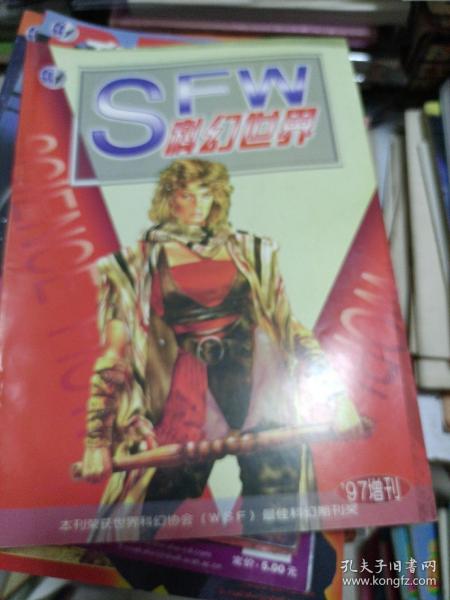 SFW
科幻世界
SCIENCE
'97增刊
本刊荣获世界科幻协会(WSF)最佳科幻期刊奖
定价:5.00元
孔夫子旧书网
www.kongfz.com